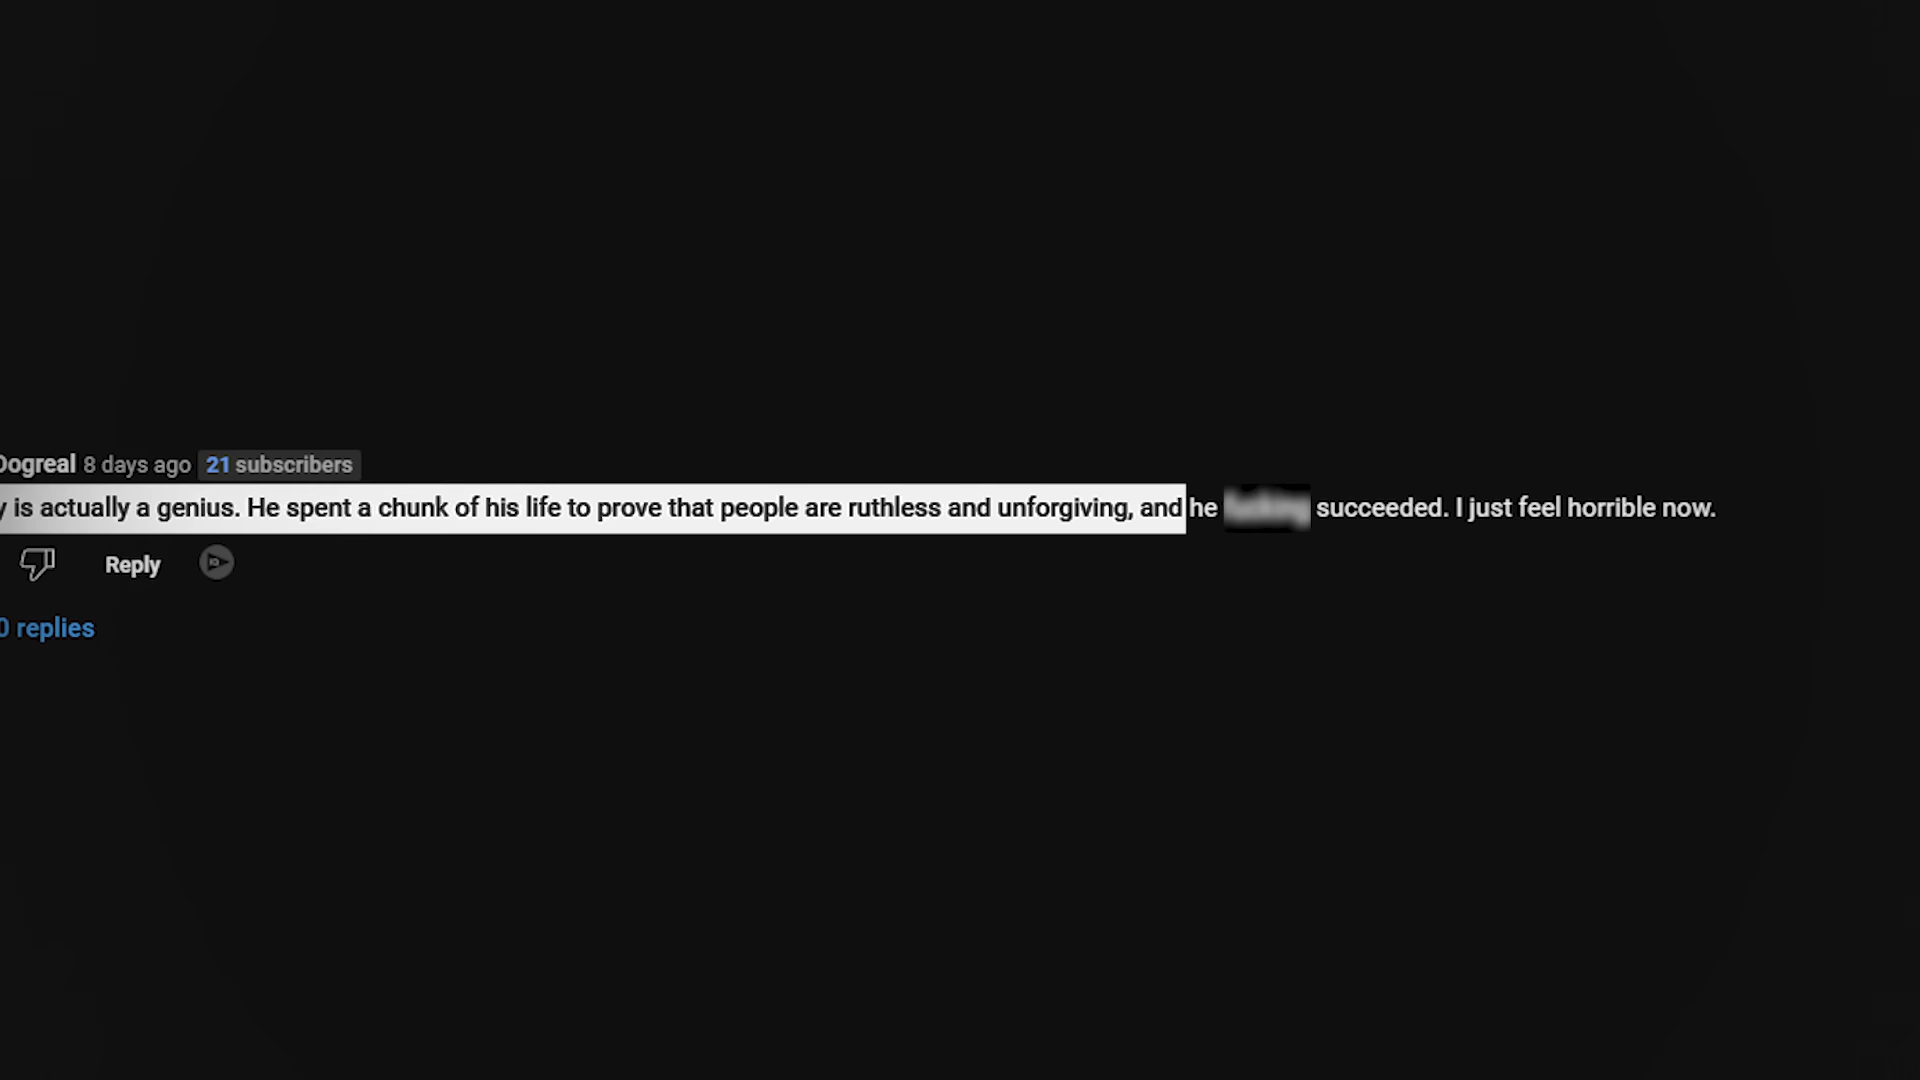 Dogreal 8 days ago 21 subscribers
y is actually a genius. He spent a chunk of his life to prove that people are ruthless and unforgiving, and he succeeded. I just feel horrible now.
Reply
0 replies